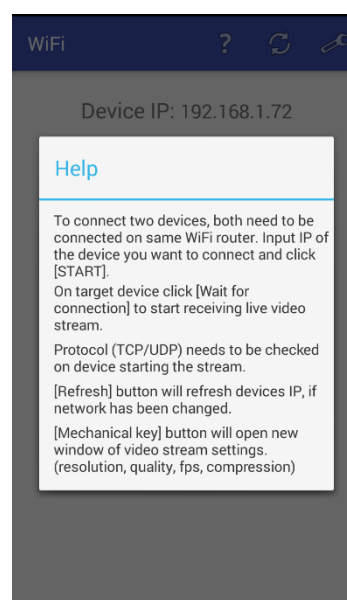 WiFi ?
Device IP: 192.168.1.72
Help
To connect two devices, both need to be
connected on same WiFi router. Input IP of
the device you want to connect and click
[START].
On target device click [Wait for
connection] to start receiving live video
stream.
Protocol (TCP/UDP) needs to be checked
on device starting the stream.
[Refresh] button will refresh devices IP, if
network has been changed.
[Mechanical key] button will open new
window of video stream settings.
(resolution, quality, fps, compression)